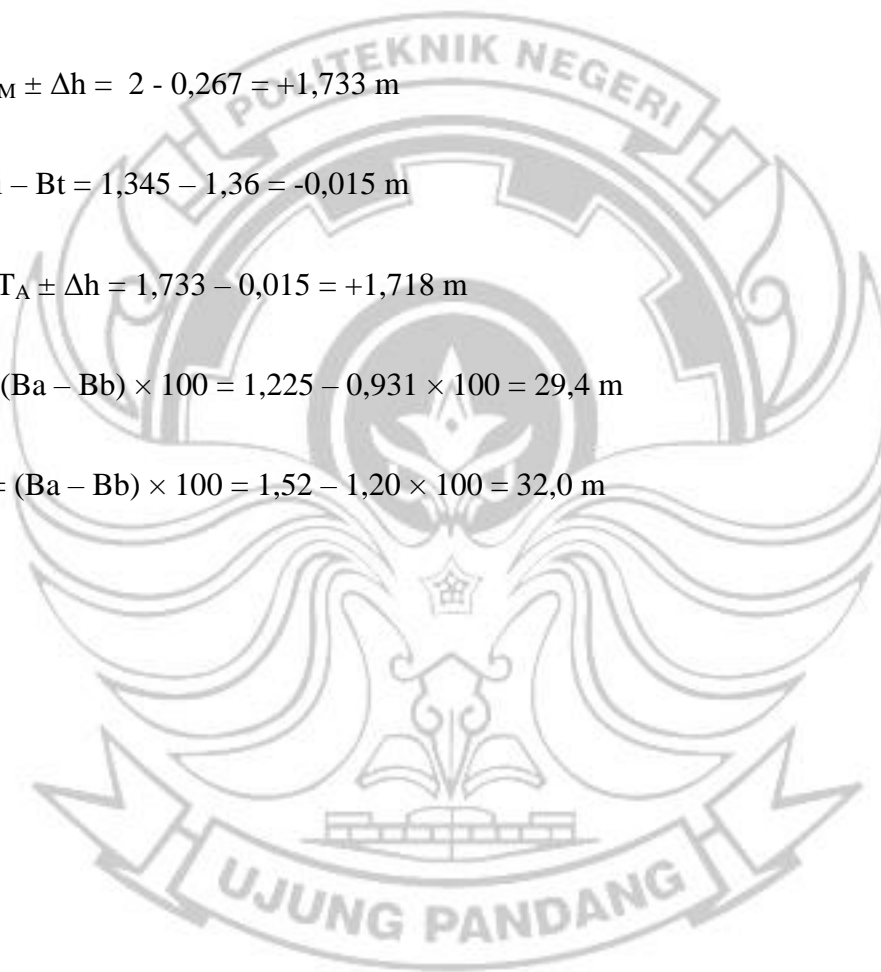 POLITEKNIK NEGERI
M ± Δh = 2 - 0,267 = +1,733 m
– Bt = 1,345 – 1,36 = -0,015 m
T_A ± Δh = 1,733 – 0,015 = +1,718 m
(Ba – Bb) × 100 = 1,225 – 0,931 × 100 = 29,4 m
= (Ba – Bb) × 100 = 1,52 – 1,20 × 100 = 32,0 m
UJUNG PANDANG